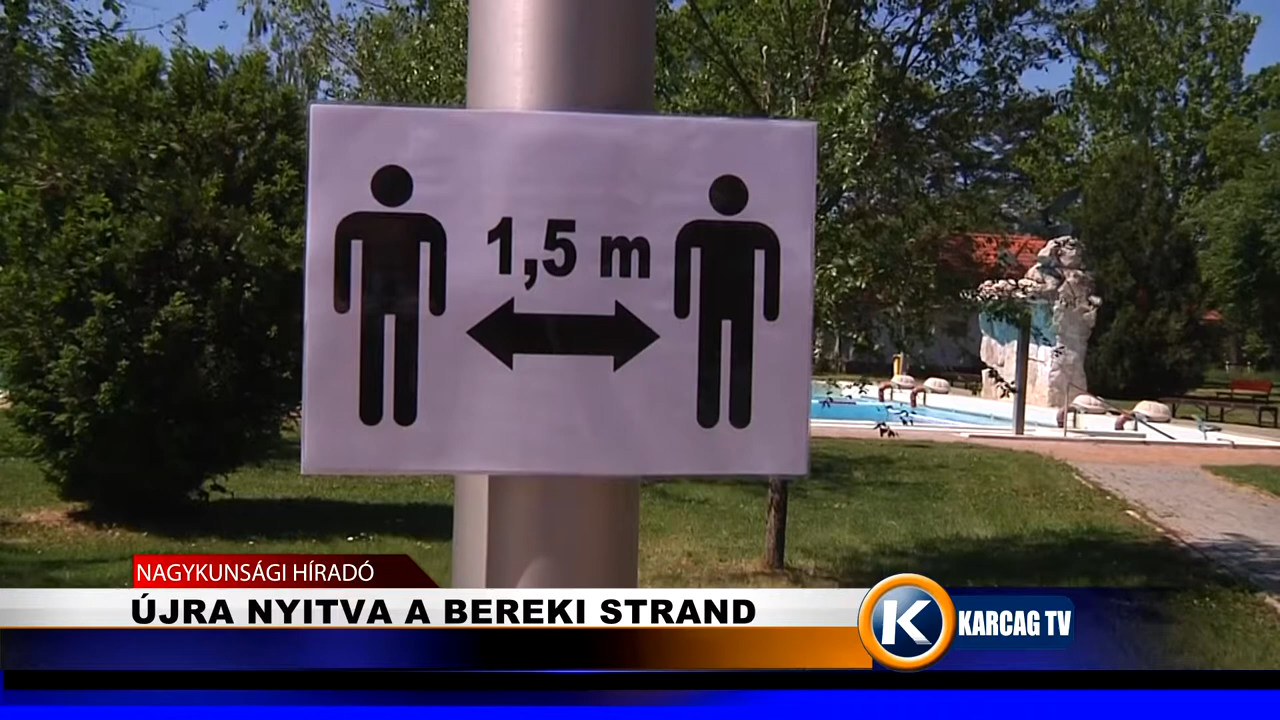 1,5 m
NAGYKUNSÁGI HÍRADÓ
ÚJRA NYITVA A BEREKI STRAND
K KARCAG TV